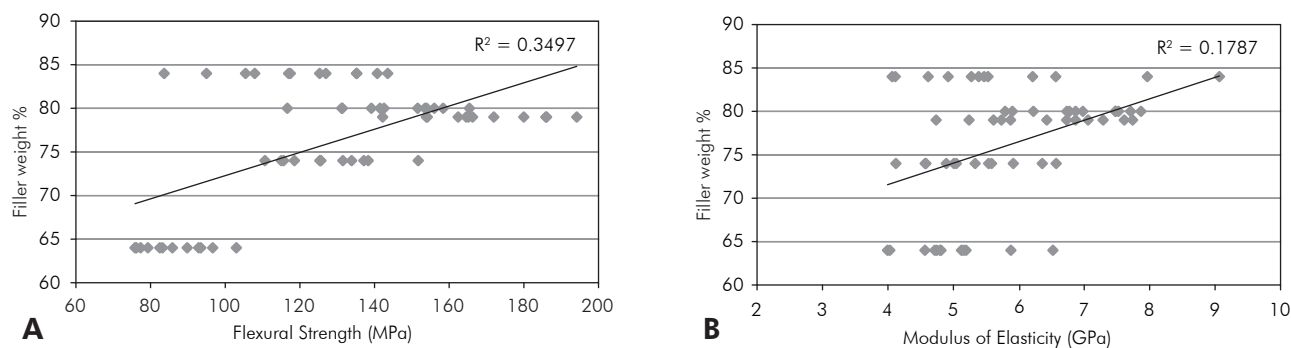 90
85
80
75
70
65
60
Filler weight %
R² = 0.3497
60 80 100 120 140 160 180 200
Flexural Strength (MPa)
A
90
85
80
75
70
65
60
Filler weight %
R² = 0.1787
2 3 4 5 6 7 8 9 10
Modulus of Elasticity (GPa)
B